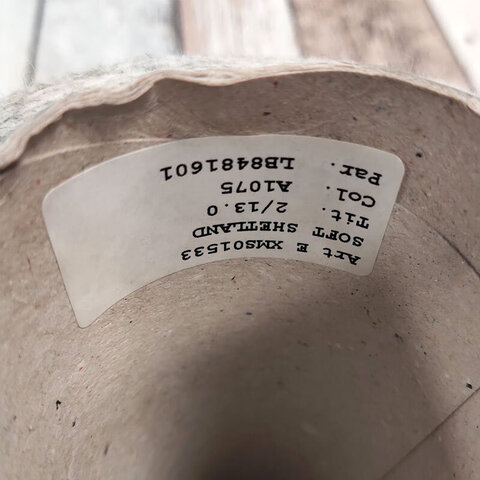 Art E XMS01533
SOFT SHETLAND
Tit. 2/13.0
Col. A1075
Par. LB8481601